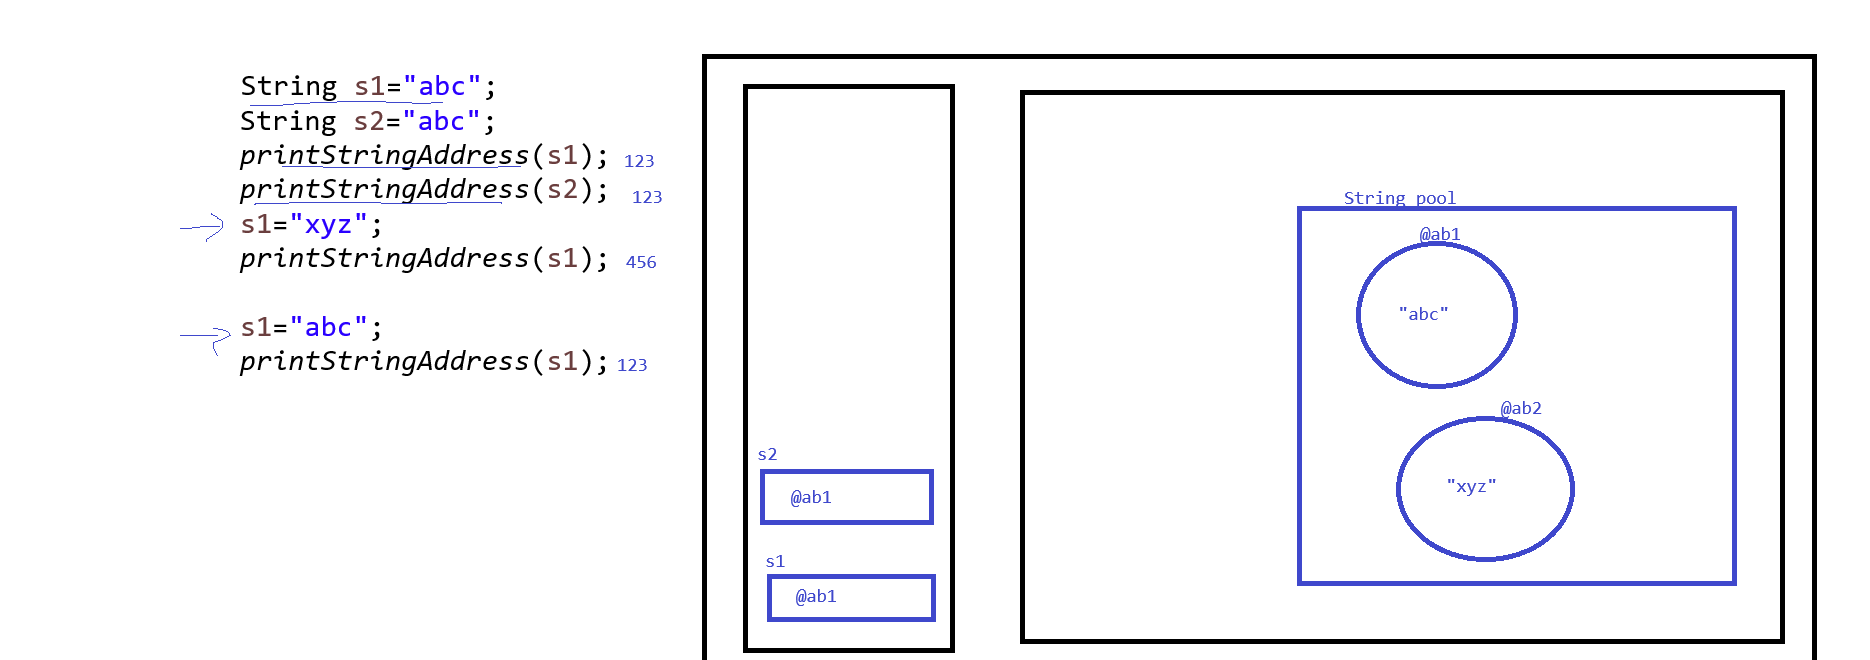 String s1="abc";
String s2="abc";
printStringAddress(s1); 123
printStringAddress(s2); 123
s1="xyz";
printStringAddress(s1); 456
s1="abc";
printStringAddress(s1); 123
s2
@ab1
s1
@ab1
String pool
@ab1
"abc"
@ab2
"xyz"